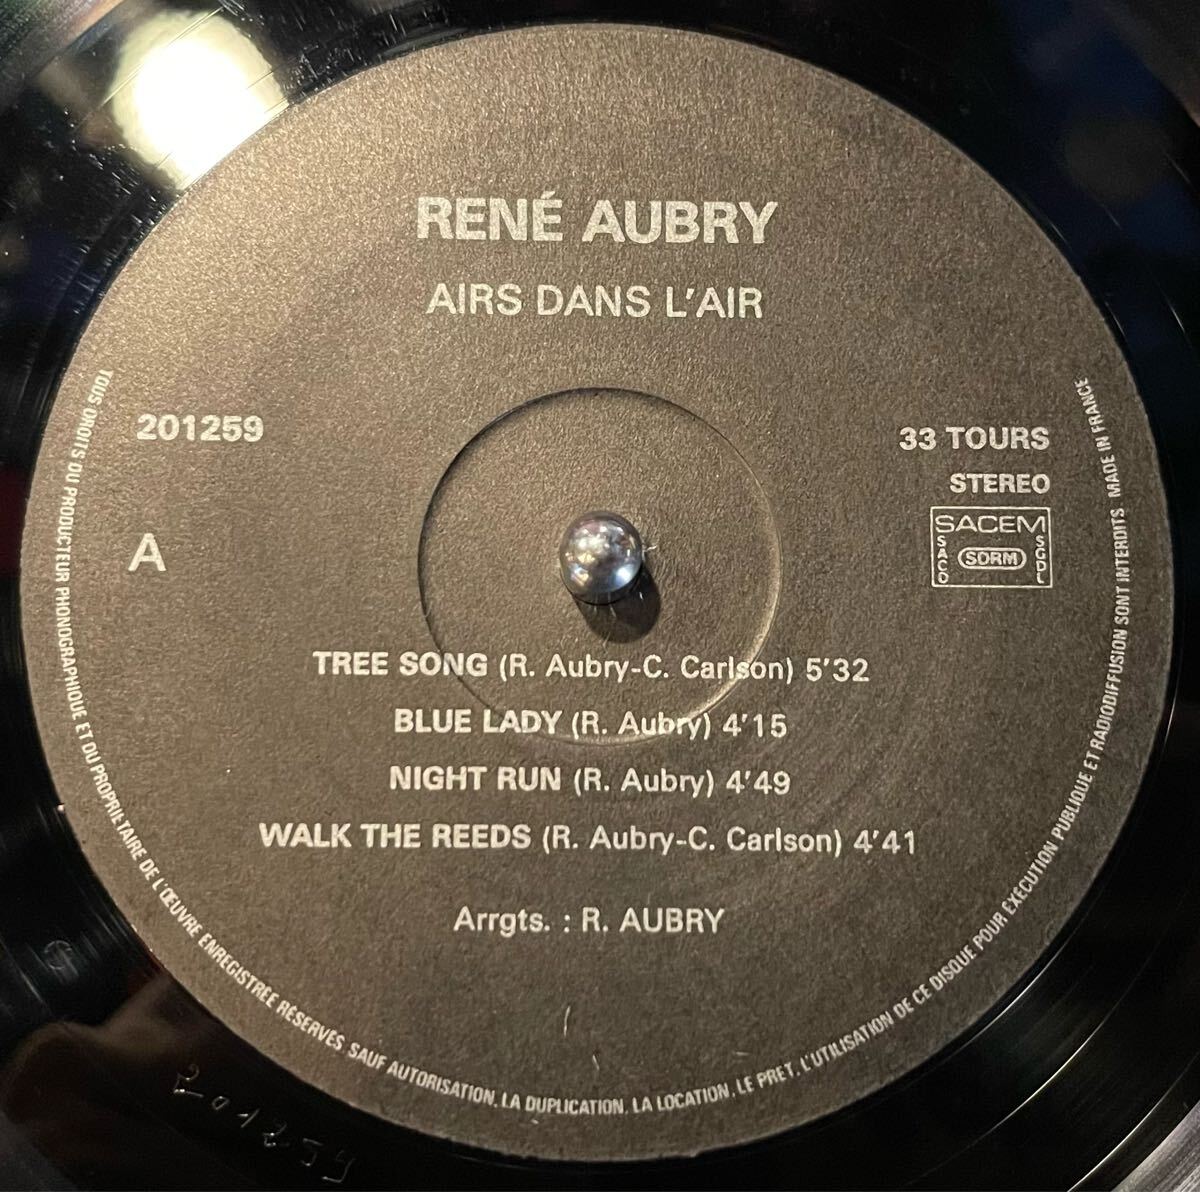 RENÉ AUBRY
AIRS DANS L'AIR
201259
33 TOURS
STEREO
A
SACEM
SACD
SDRM
SGDL
TREE SONG (R. Aubry-C. Carlson) 5'32
BLUE LADY (R. Aubry) 4'15
NIGHT RUN (R. Aubry) 4'49
WALK THE REEDS (R. Aubry-C. Carlson) 4'41
Arrgts. : R. AUBRY
TOUS DROITS DU PRODUCTEUR PHONOGRAPHIQUE ET DU PROPRIETAIRE DE L'ŒUVRE ENREGISTREE RESERVES SAUF AUTORISATION, LA DUPLICATION, LA LOCATION, LE PRET, L'UTILISATION DE CE DISQUE POUR EXECUTION PUBLIQUE ET RADIODIFFUSION SONT INTERDITS MADE IN FRANCE
201259